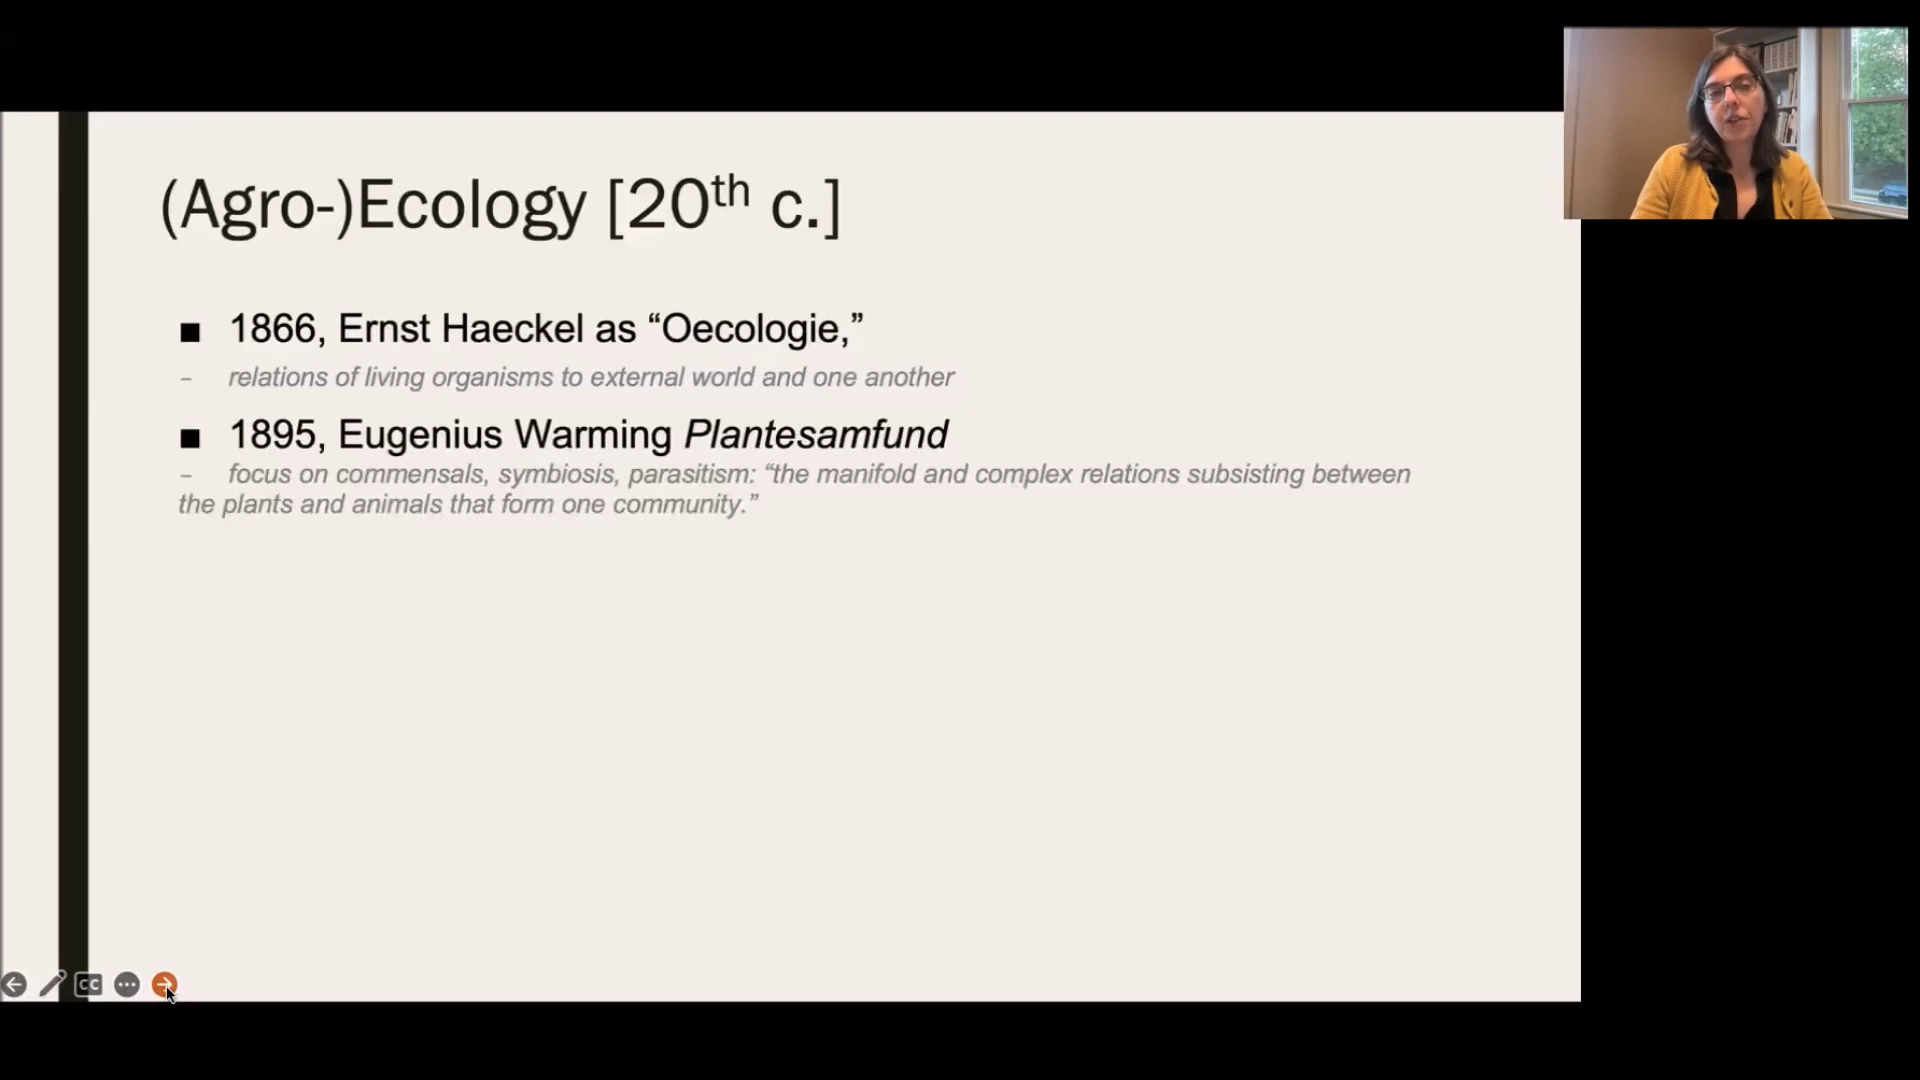 (Agro-)Ecology [20th c.]
■ 1866, Ernst Haeckel as “Oecologie,”
– relations of living organisms to external world and one another
■ 1895, Eugenius Warming Plantesamfund
– focus on commensals, symbiosis, parasitism: “the manifold and complex relations subsisting between
the plants and animals that form one community.”
CC